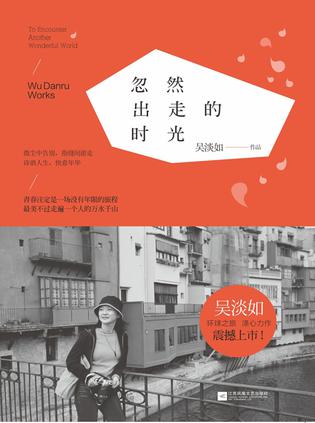 To Encounter
Another
Wonderful World
Wu Danru
Works
忽然
出走的
时光
吴淡如——作品
微尘中告别,指缝间游走
诗酒人生,快意年华
青春注定是一场没有年限的旅程
最美不过走遍一个人的万水千山
吴淡如
环球之旅 潜心力作
震撼上市!
江苏凤凰文艺出版社